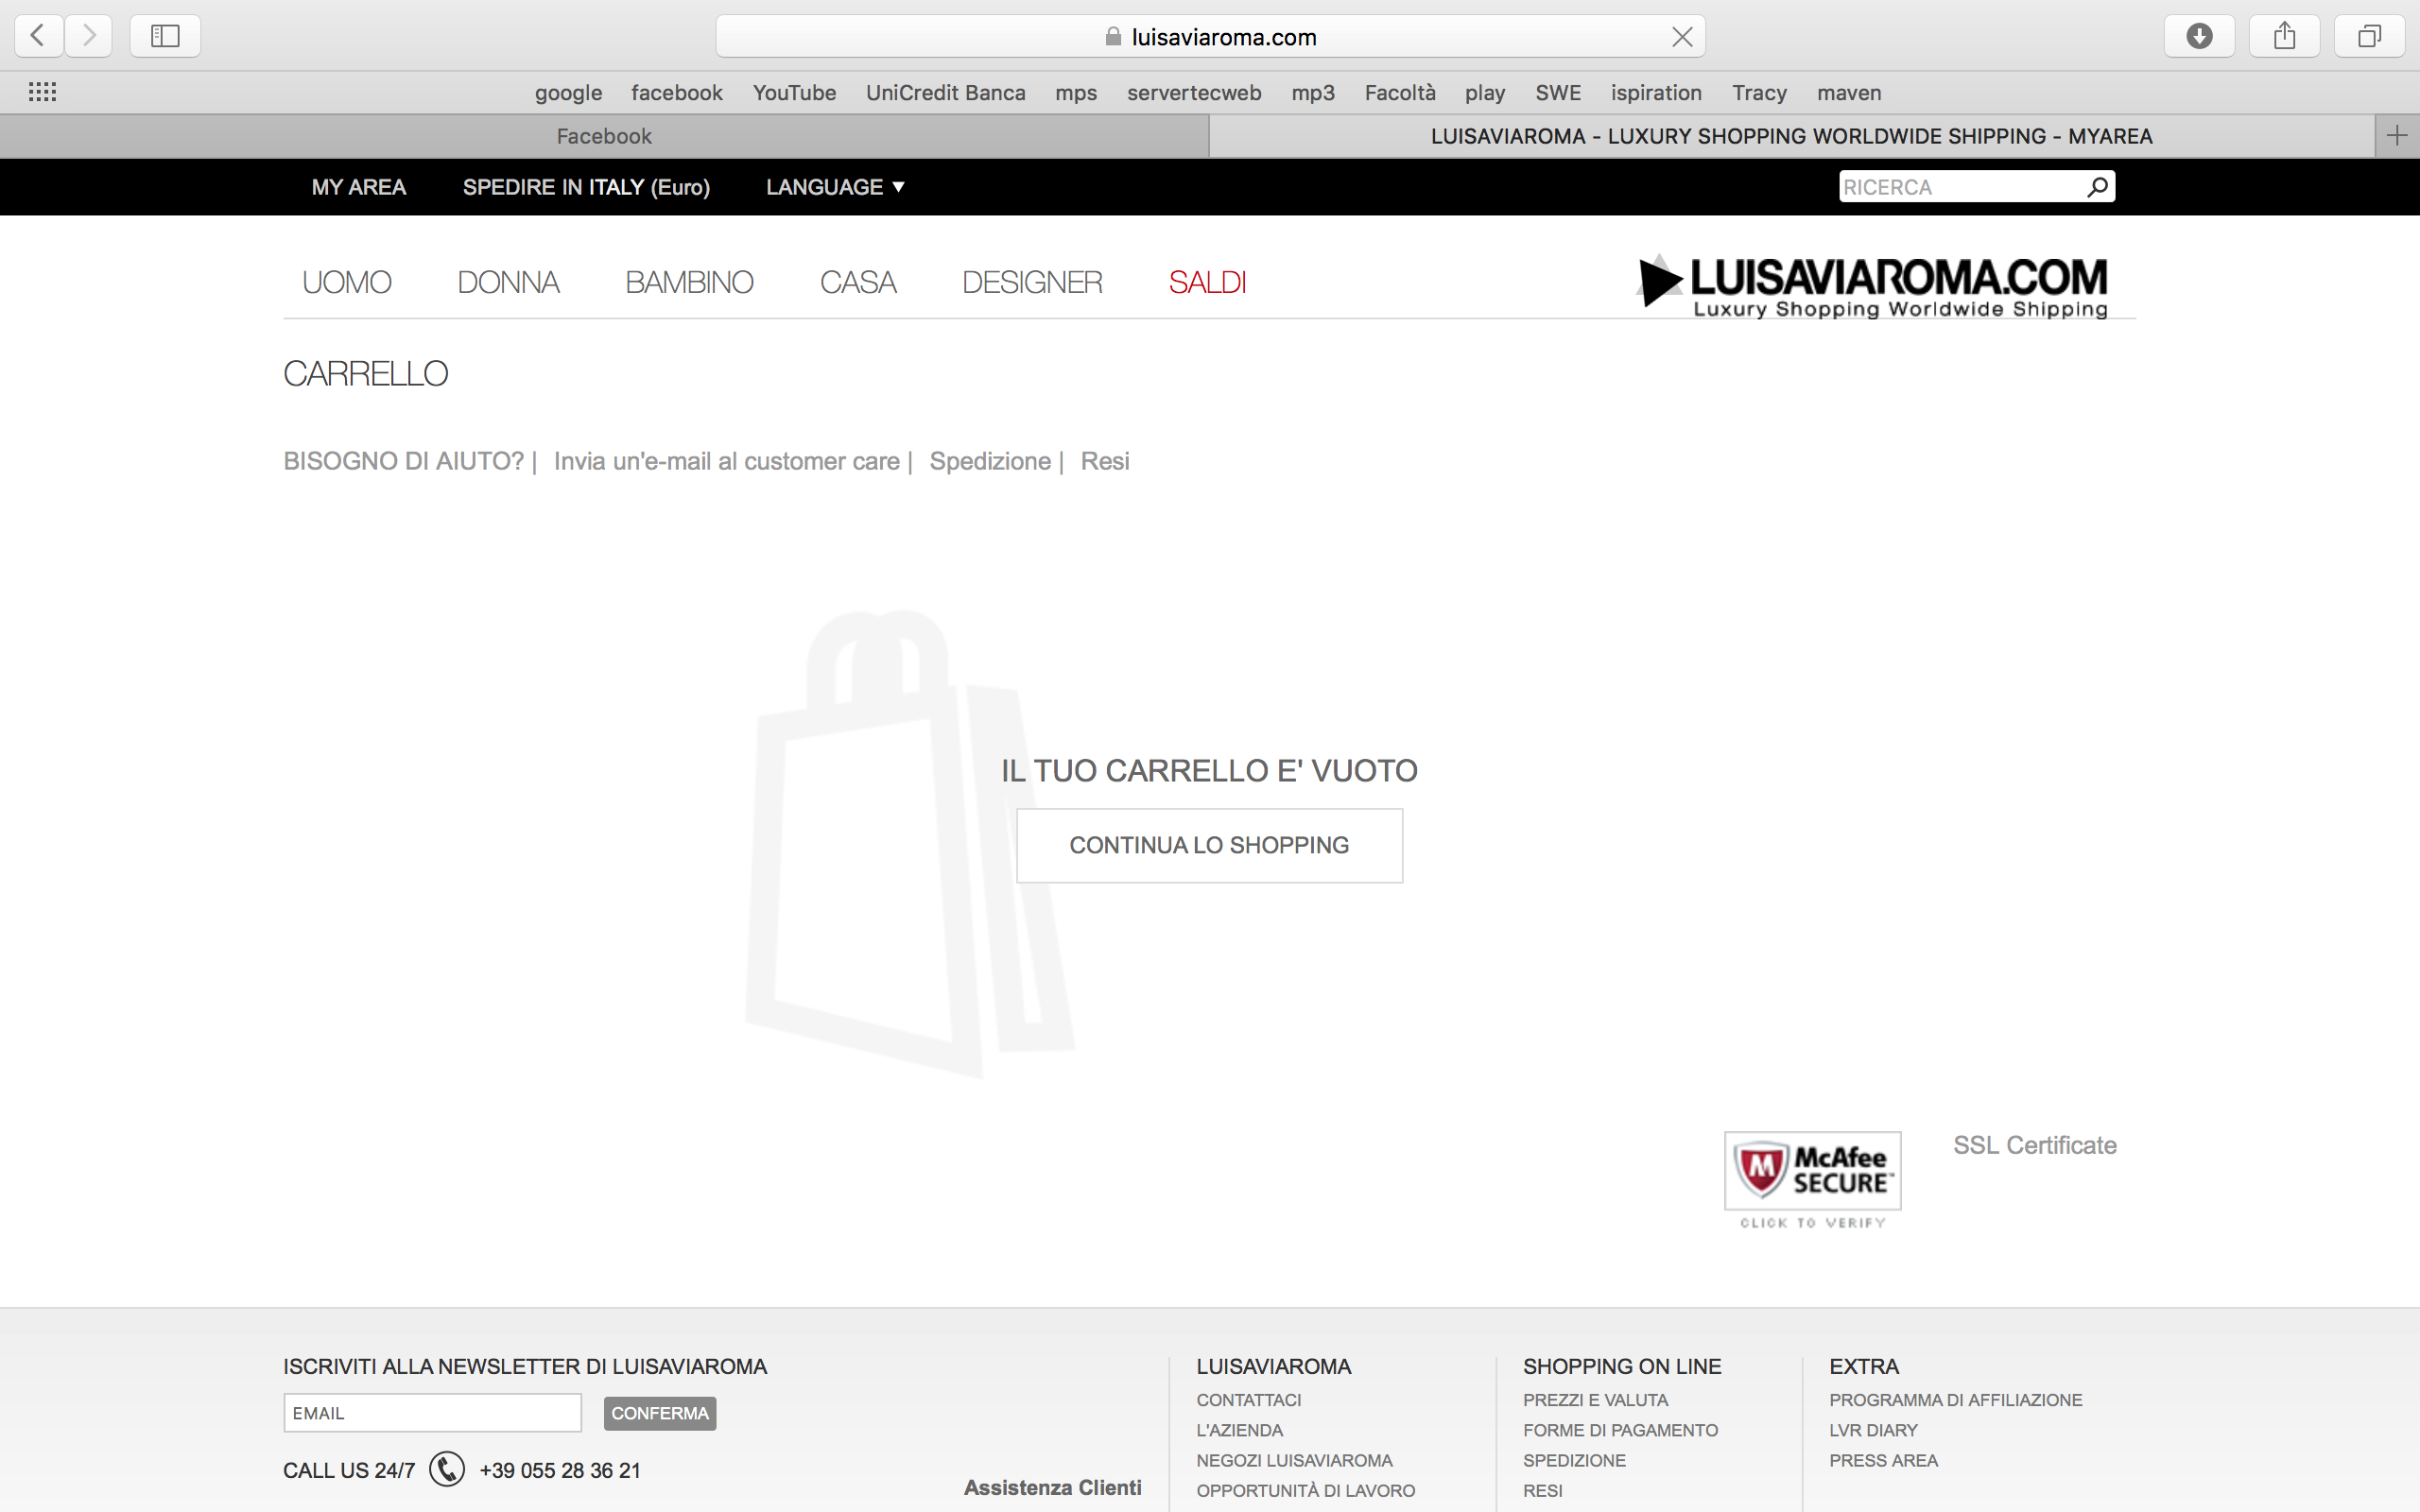 luisaviaroma.com
google facebook YouTube UniCredit Banca mps servertecweb mp3 Facoltà play SWE ispiration Tracy maven
Facebook LUISAVIAROMA - LUXURY SHOPPING WORLDWIDE SHIPPING - MYAREA
MY AREA SPEDIRE IN ITALY (Euro) LANGUAGE ▼ RICERCA
UOMO DONNA BAMBINO CASA DESIGNER SALDI
LUISAVIAROMA.COM
Luxury Shopping Worldwide Shipping
CARRELLO
BISOGNO DI AIUTO? | Invia un'e-mail al customer care | Spedizione | Resi
IL TUO CARRELLO E' VUOTO
CONTINUA LO SHOPPING
McAfee
SECURE™
CLICK TO VERIFY
SSL Certificate
ISCRIVITI ALLA NEWSLETTER DI LUISAVIAROMA
EMAIL CONFERMA
CALL US 24/7 +39 055 28 36 21
Assistenza Clienti
LUISAVIAROMA
CONTATTACI
L'AZIENDA
NEGOZI LUISAVIAROMA
OPPORTUNITÀ DI LAVORO
SHOPPING ON LINE
PREZZI E VALUTA
FORME DI PAGAMENTO
SPEDIZIONE
RESI
EXTRA
PROGRAMMA DI AFFILIAZIONE
LVR DIARY
PRESS AREA